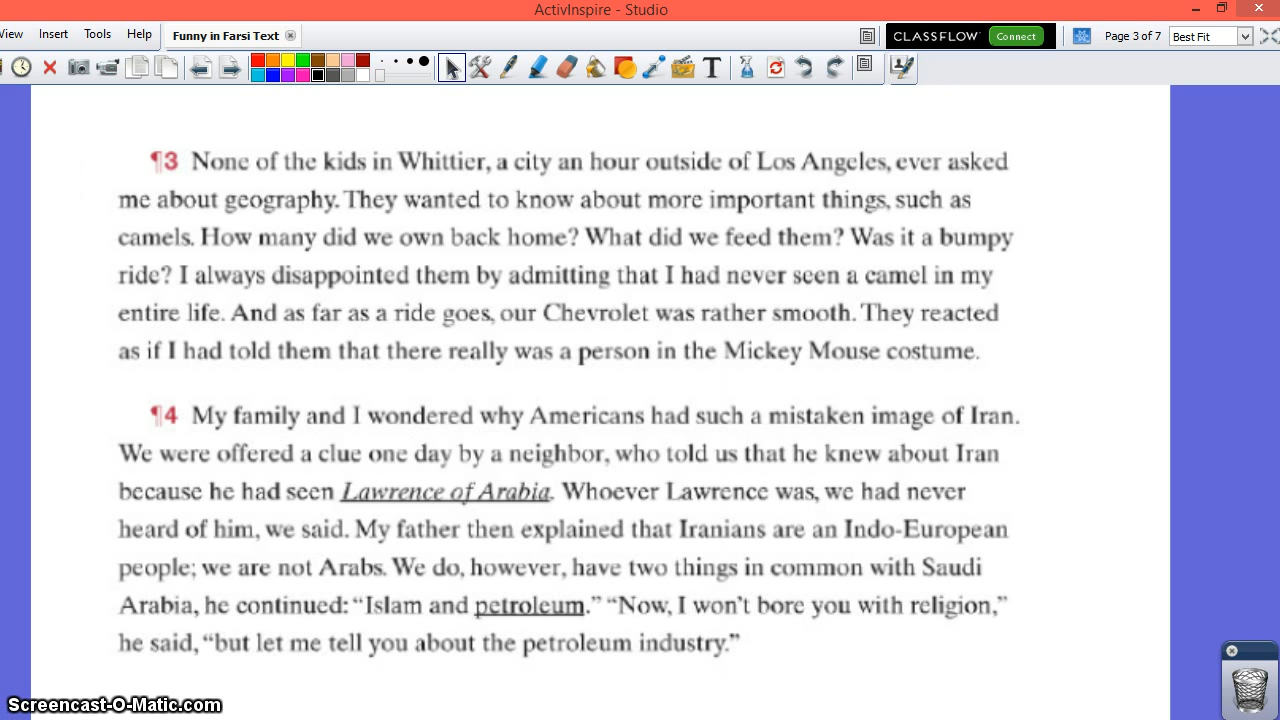 ActivInspire - Studio
View Insert Tools Help Funny in Farsi Text CLASSFLOW Connect Page 3 of 7 Best Fit
T
¶3 None of the kids in Whittier, a city an hour outside of Los Angeles, ever asked
me about geography. They wanted to know about more important things, such as
camels. How many did we own back home? What did we feed them? Was it a bumpy
ride? I always disappointed them by admitting that I had never seen a camel in my
entire life. And as far as a ride goes, our Chevrolet was rather smooth. They reacted
as if I had told them that there really was a person in the Mickey Mouse costume.
¶4 My family and I wondered why Americans had such a mistaken image of Iran.
We were offered a clue one day by a neighbor, who told us that he knew about Iran
because he had seen Lawrence of Arabia. Whoever Lawrence was, we had never
heard of him, we said. My father then explained that Iranians are an Indo-European
people; we are not Arabs. We do, however, have two things in common with Saudi
Arabia, he continued: “Islam and petroleum.” “Now, I won’t bore you with religion,”
he said, “but let me tell you about the petroleum industry.”
Screencast-O-Matic.com